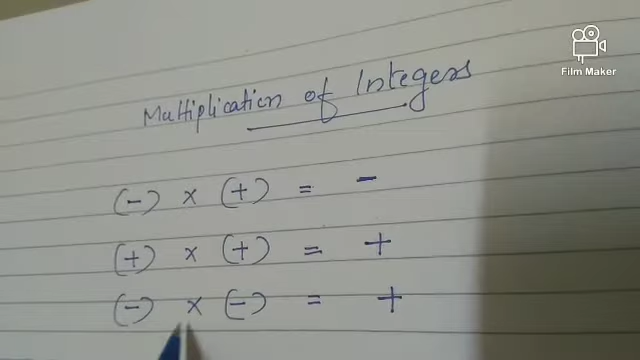 Film Maker
Multiplication of Integers
(-) × (+) = -
(+) × (+) = +
(-) × (-) = +